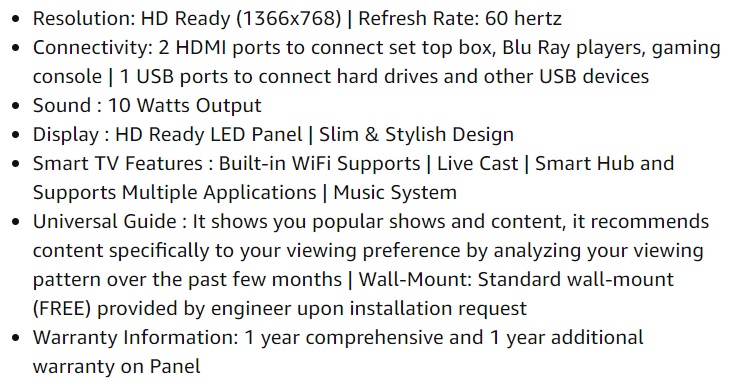 • Resolution: HD Ready (1366x768) | Refresh Rate: 60 hertz
• Connectivity: 2 HDMI ports to connect set top box, Blu Ray players, gaming
console | 1 USB ports to connect hard drives and other USB devices
• Sound : 10 Watts Output
• Display : HD Ready LED Panel | Slim & Stylish Design
• Smart TV Features : Built-in WiFi Supports | Live Cast | Smart Hub and
Supports Multiple Applications | Music System
• Universal Guide : It shows you popular shows and content, it recommends
content specifically to your viewing preference by analyzing your viewing
pattern over the past few months | Wall-Mount: Standard wall-mount
(FREE) provided by engineer upon installation request
• Warranty Information: 1 year comprehensive and 1 year additional
warranty on Panel